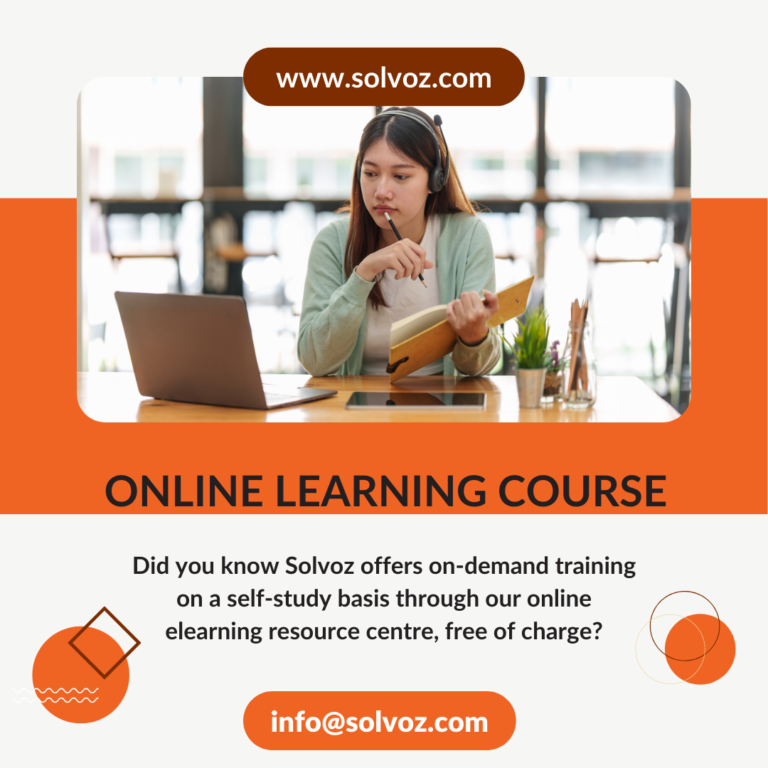 www.solvoz.com
ONLINE LEARNING COURSE
Did you know Solvoz offers on-demand training
on a self-study basis through our online
elearning resource centre, free of charge?
info@solvoz.com